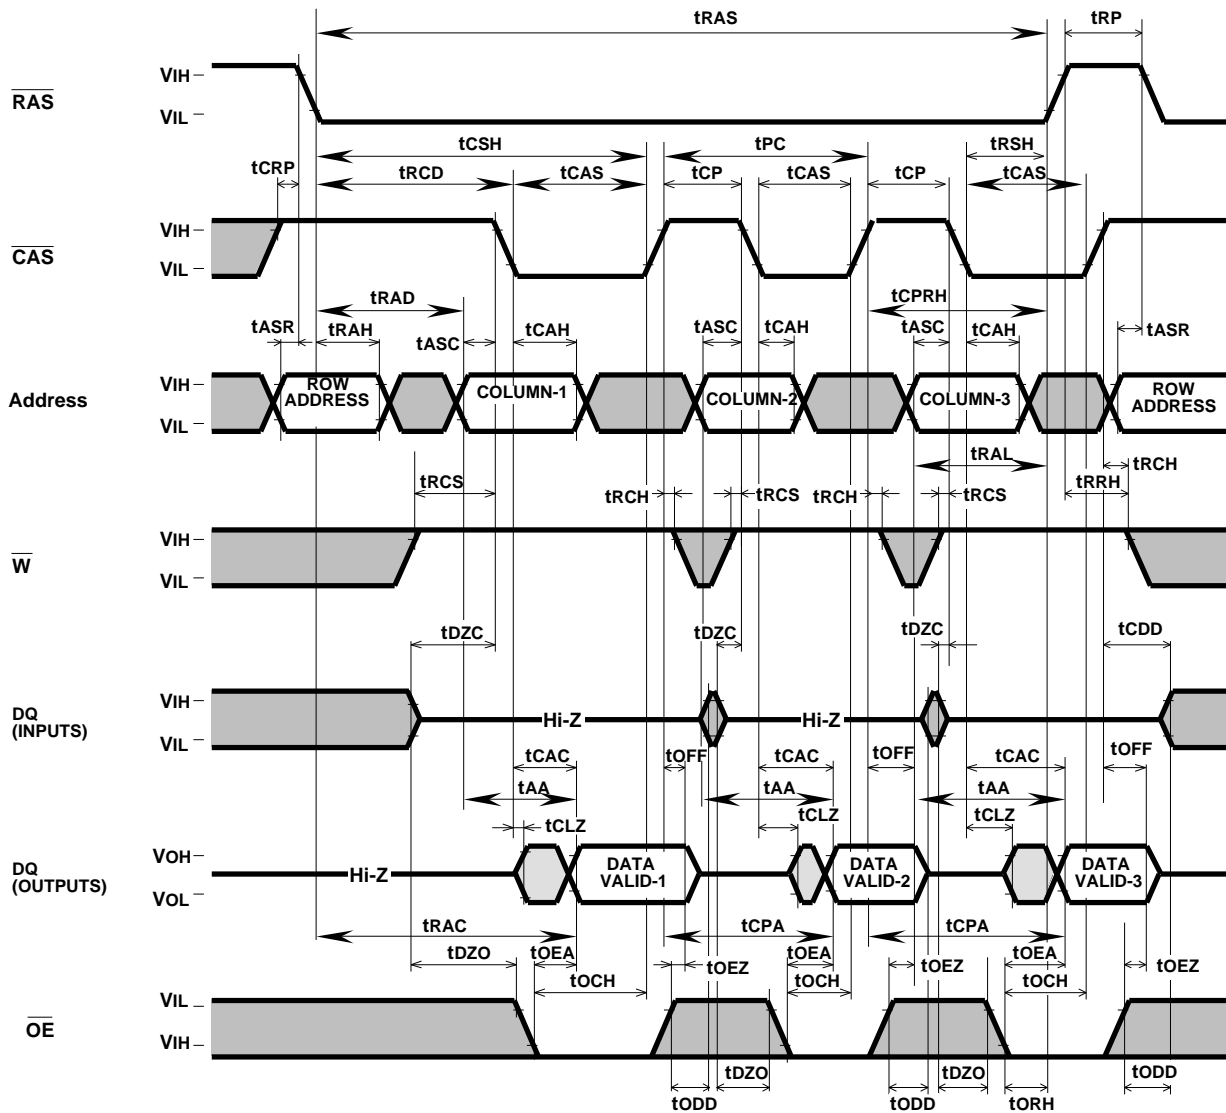 tRAS
tRP
RAS
VIH
VIL
tCSH
tPC
tRSH
tCRP
tRCD
tCAS
tCP
tCAS
tCP
tCAS
CAS
VIH
VIL
tRAD
tCPRH
tASR
tRAH
tASC
tCAH
tASC
tCAH
tASC
tCAH
tASR
Address
VIH
VIL
ROW ADDRESS
COLUMN-1
COLUMN-2
COLUMN-3
ROW ADDRESS
tRAL
tRCH
tRCS
tRCH
tRCS
tRCH
tRCS
tRRH
W
VIH
VIL
tDZC
tDZC
tDZC
tCDD
DQ
(INPUTS)
VIH
VIL
Hi-Z
Hi-Z
tCAC
tOFF
tCAC
tOFF
tCAC
tOFF
tAA
tAA
tAA
tCLZ
tCLZ
tCLZ
DQ
(OUTPUTS)
VOH
VOL
Hi-Z
DATA VALID-1
DATA VALID-2
DATA VALID-3
tRAC
tCPA
tCPA
tDZO
tOEA
tOEZ
tOEA
tOEZ
tOEA
tOEZ
tOCH
tOCH
tOCH
OE
VIL
VIH
tODD
tDZO
tODD
tDZO
tORH
tODD